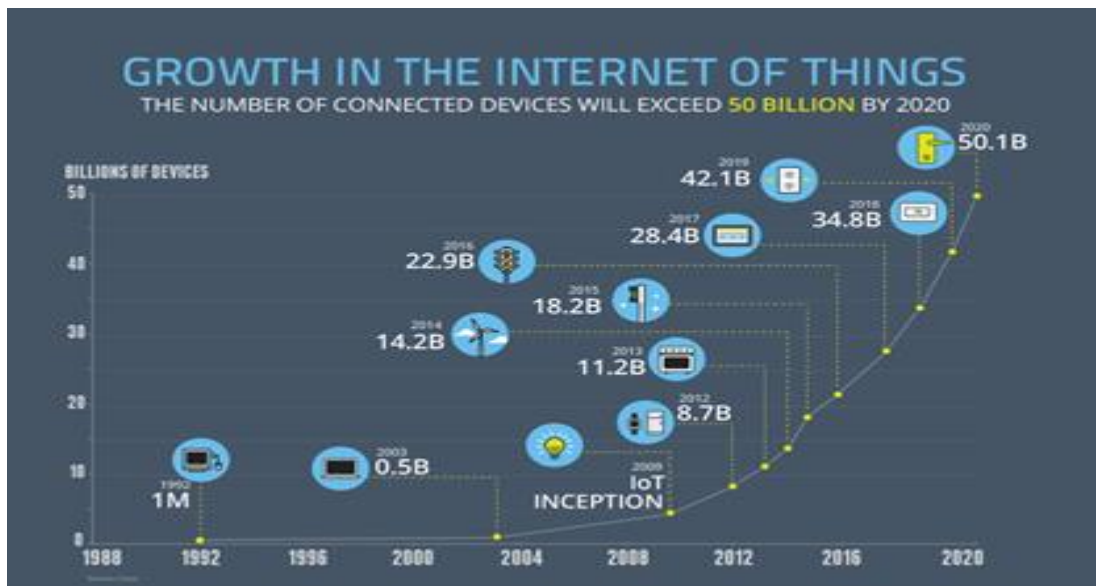 GROWTH IN THE INTERNET OF THINGS
THE NUMBER OF CONNECTED DEVICES WILL EXCEED 50 BILLION BY 2020
BILLIONS OF DEVICES
50
40
30
20
10
0
1988
1992
1996
2000
2004
2008
2012
2016
2020
1992
1M
2003
0.5B
2009
IoT
INCEPTION
2012
8.7B
2013
11.2B
2014
14.2B
2015
18.2B
2016
22.9B
2017
28.4B
2018
34.8B
2019
42.1B
2020
50.1B